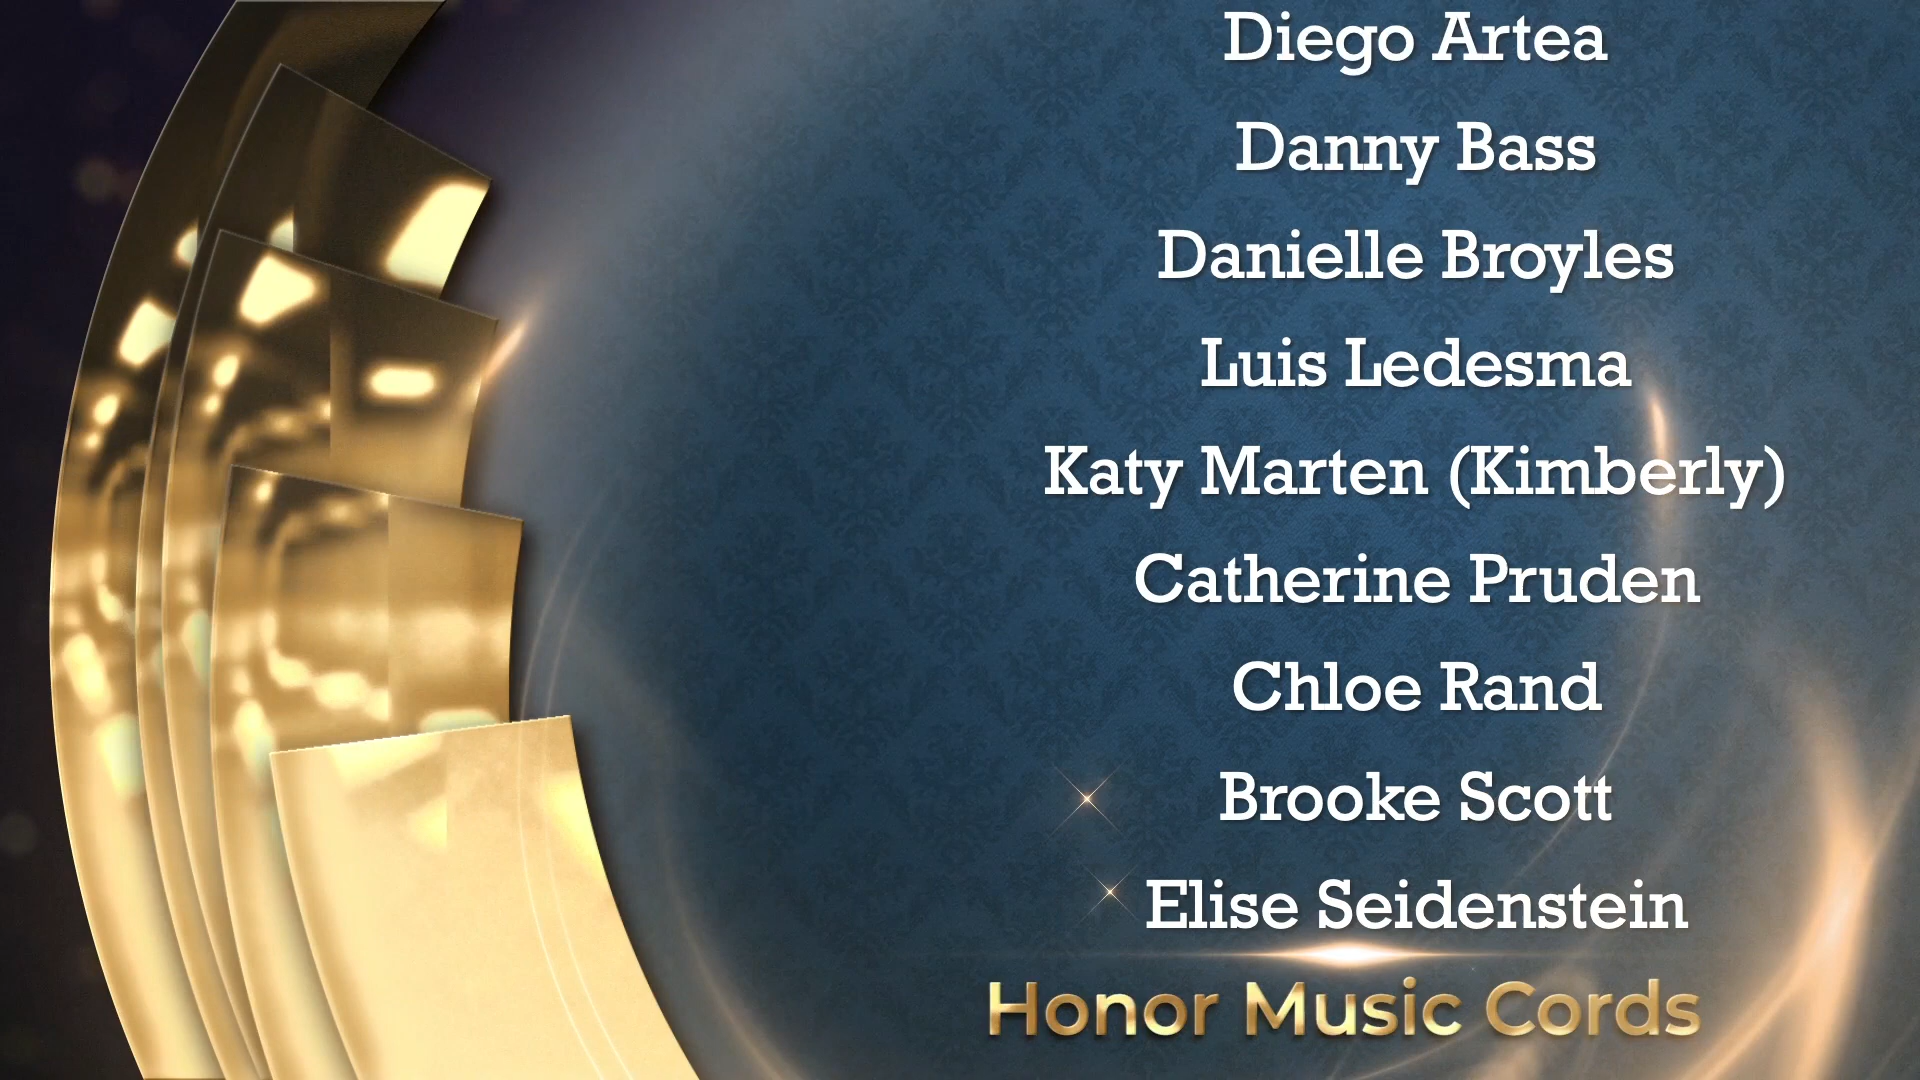 Diego Artea
Danny Bass
Danielle Broyles
Luis Ledesma
Katy Marten (Kimberly)
Catherine Pruden
Chloe Rand
Brooke Scott
Elise Seidenstein
Honor Music Cords